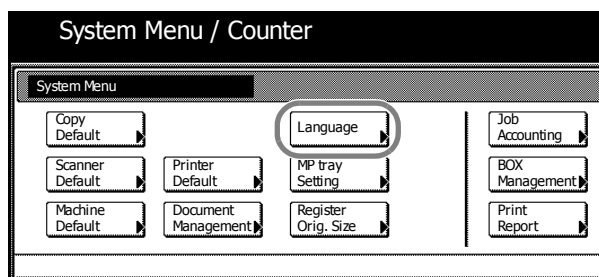 System Menu / Counter
System Menu
Copy
Default
Language
Job
Accounting
Scanner
Default
Printer
Default
MP tray
Setting
BOX
Management
Machine
Default
Document
Management
Register
Orig. Size
Print
Report